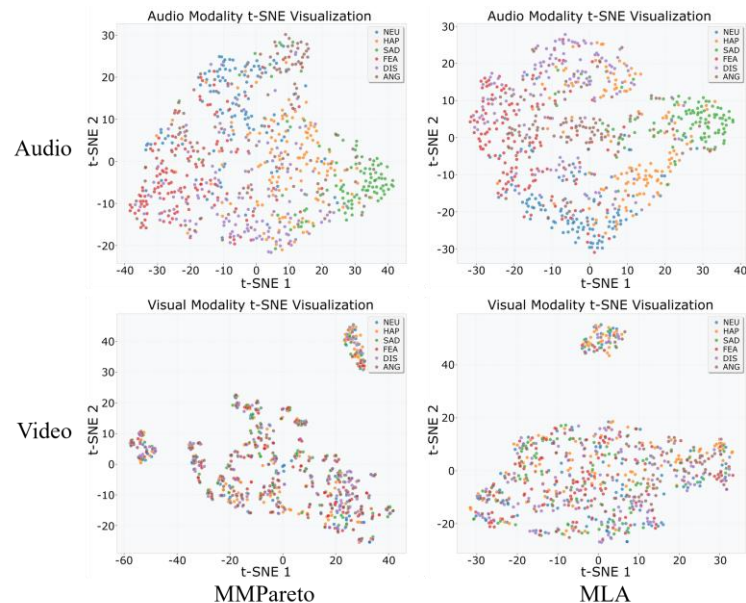 Audio Modality t-SNE Visualization
NEU
HAP
SAD
FEA
DIS
ANG
30
20
10
0
-10
-20
t-SNE 2
-40 -30 -20 -10 0 10 20 30 40
t-SNE 1
Audio Modality t-SNE Visualization
NEU
HAP
SAD
FEA
DIS
ANG
30
20
10
0
-10
-20
-30
t-SNE 2
-30 -20 -10 0 10 20 30 40
t-SNE 1
Audio
Visual Modality t-SNE Visualization
NEU
HAP
SAD
FEA
DIS
ANG
40
30
20
10
0
-10
-20
t-SNE 2
-60 -40 -20 0 20 40
t-SNE 1
Visual Modality t-SNE Visualization
NEU
HAP
SAD
FEA
DIS
ANG
40
20
0
-20
t-SNE 2
-30 -20 -10 0 10 20 30
t-SNE 1
Video
MMPareto
MLA